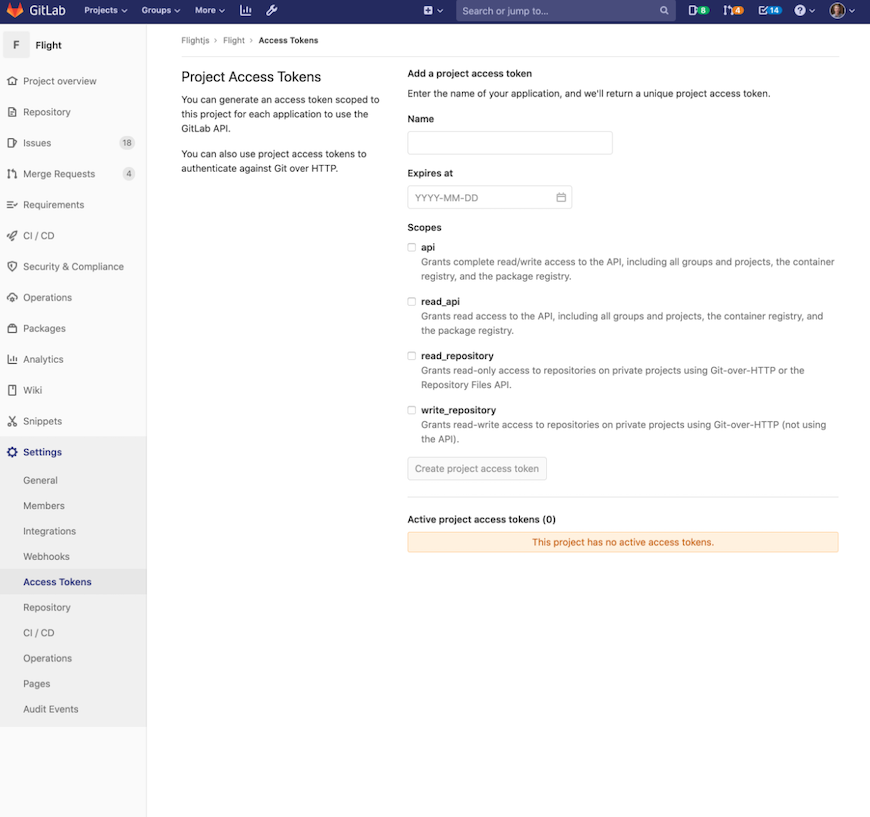 GitLab Projects Groups More Search or jump to... 8 4 14
F Flight
Project overview
Repository
Issues 18
Merge Requests 4
Requirements
CI / CD
Security & Compliance
Operations
Packages
Analytics
Wiki
Snippets
Settings
General
Members
Integrations
Webhooks
Access Tokens
Repository
CI / CD
Operations
Pages
Audit Events
Flightjs › Flight › Access Tokens
Project Access Tokens
You can generate an access token scoped to
this project for each application to use the
GitLab API.
You can also use project access tokens to
authenticate against Git over HTTP.
Add a project access token
Enter the name of your application, and we'll return a unique project access token.
Name
Expires at
YYYY-MM-DD
Scopes
api
Grants complete read/write access to the API, including all groups and projects, the container
registry, and the package registry.
read_api
Grants read access to the API, including all groups and projects, the container registry, and
the package registry.
read_repository
Grants read-only access to repositories on private projects using Git-over-HTTP or the
Repository Files API.
write_repository
Grants read-write access to repositories on private projects using Git-over-HTTP (not using
the API).
Create project access token
Active project access tokens (0)
This project has no active access tokens.